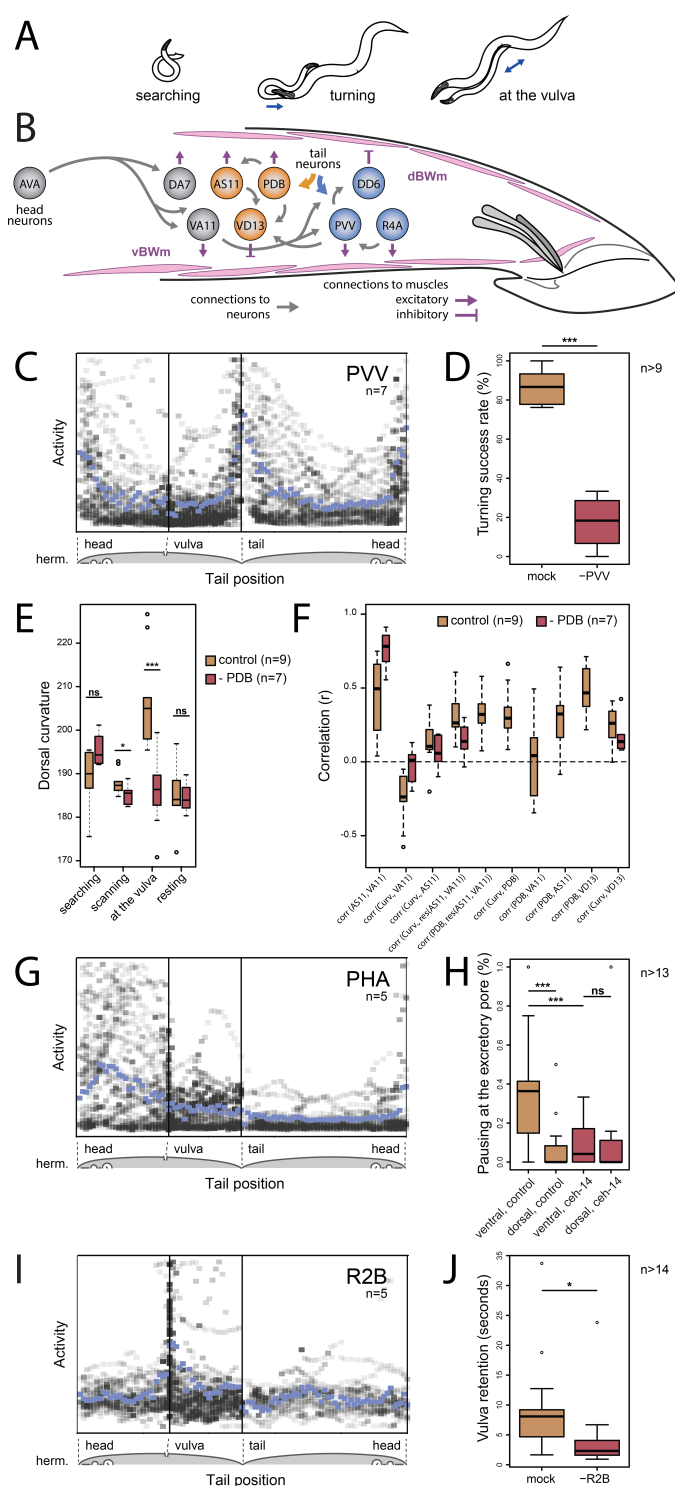 A
searching
turning
at the vulva
B
AVA
head
neurons
DA7
AS11
PDB
tail
neurons
DD6
dBWm
VA11
VD13
PVV
R4A
vBWm
connections to
neurons
connections to muscles
excitatory
inhibitory
C
PVV
n=7
Activity
head
vulva
tail
head
herm.
Tail position
D
***
n>9
Turning success rate (%)
100
80
60
40
20
0
mock
−PVV
E
Dorsal curvature
220
210
200
190
180
170
ns
*
***
ns
control (n=9)
- PDB (n=7)
searching
scanning
at the vulva
resting
F
control (n=9)
- PDB (n=7)
Correlation (r)
1.0
0.5
0.0
-0.5
corr (AS11, VA11)
corr (Curv, VA11)
corr (Curv, AS11)
corr (Curv, res(AS11, VA11))
corr (PDB, res(AS11, VA11))
corr (Curv, PDB)
corr (PDB, VA11)
corr (PDB, AS11)
corr (PDB, VD13)
corr (Curv, VD13)
G
PHA
n=5
Activity
head
vulva
tail
head
herm.
Tail position
H
n>13
Pausing at the excretory pore (%)
1.0
0.8
0.6
0.4
0.2
0.0
***
***
ns
ventral, control
dorsal, control
ventral, ceh-14
dorsal, ceh-14
I
R2B
n=5
Activity
head
vulva
tail
head
herm.
Tail position
J
n>14
Vulva retention (seconds)
35
30
25
20
15
10
5
0
*
mock
−R2B